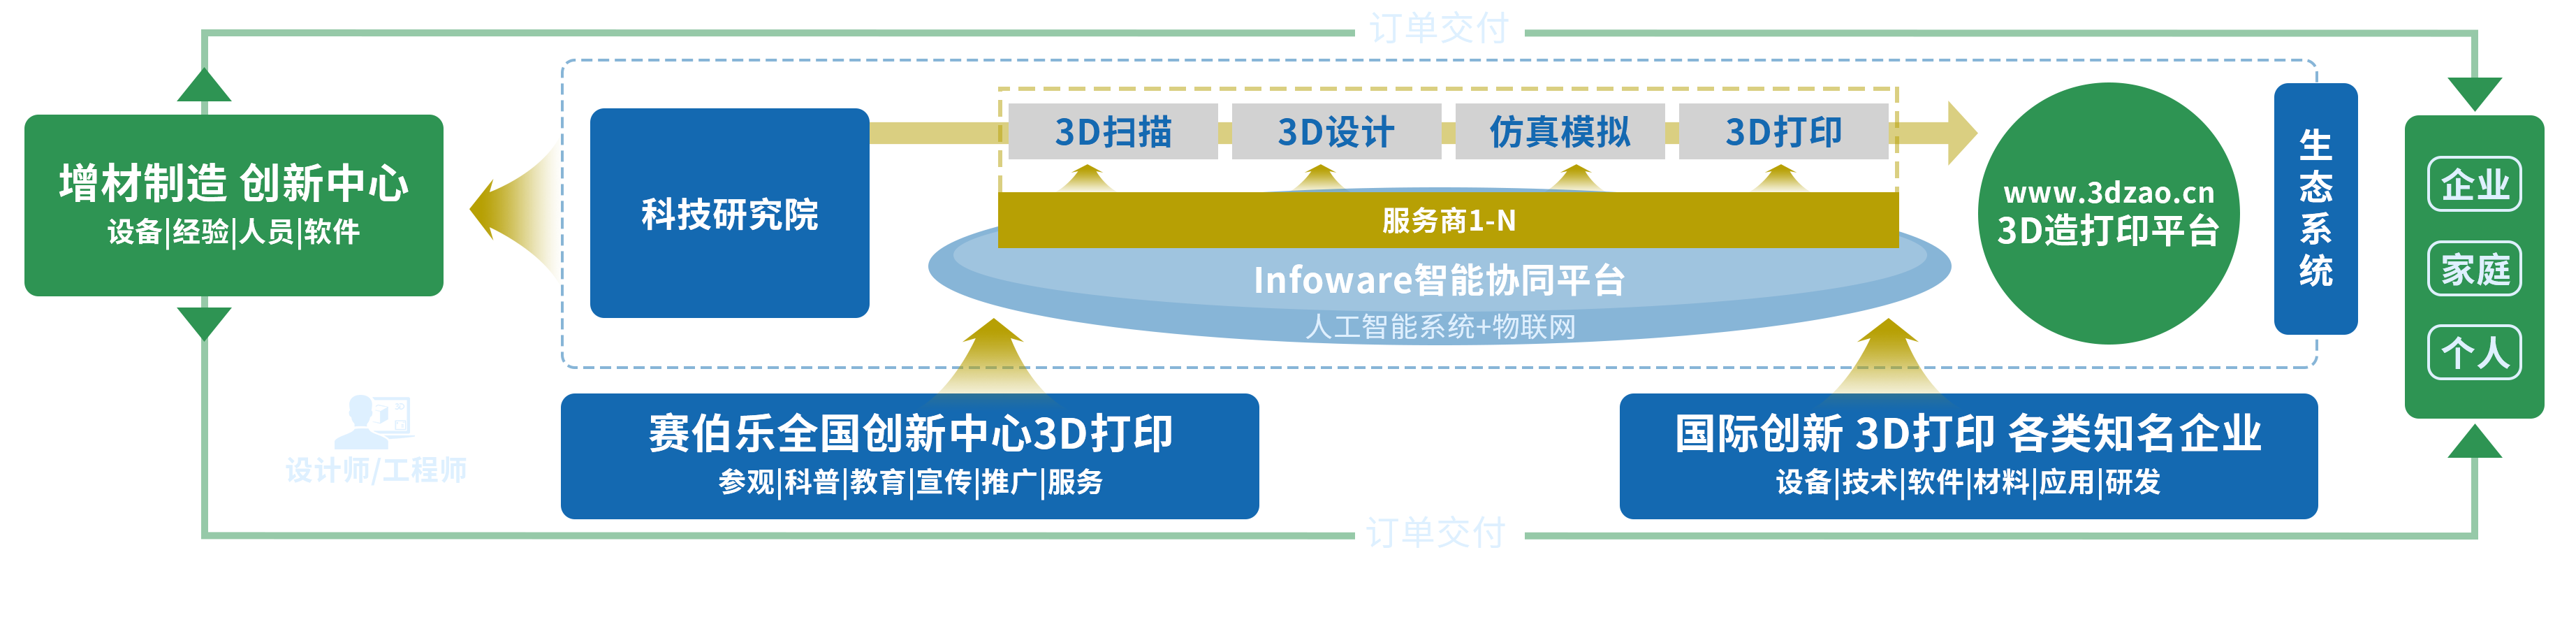 订单交付
增材制造 创新中心
设备|经验|人员|软件
科技研究院
3D扫描
3D设计
仿真模拟
3D打印
服务商1-N
Infoware智能协同平台
人工智能系统+物联网
www.3dzao.cn
3D造打印平台
生态系统
企业
家庭
个人
设计师/工程师
赛伯乐全国创新中心3D打印
参观|科普|教育|宣传|推广|服务
国际创新 3D打印 各类知名企业
设备|技术|软件|材料|应用|研发
订单交付